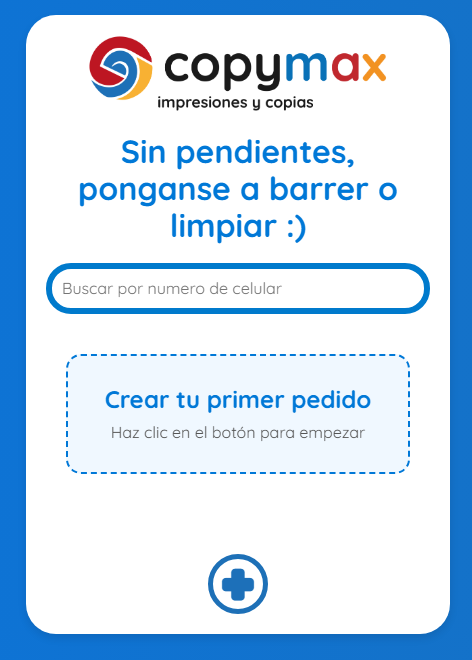 copymax
impresiones y copias
Sin pendientes,
ponganse a barrer o
limpiar :)
Buscar por numero de celular
Crear tu primer pedido
Haz clic en el botón para empezar